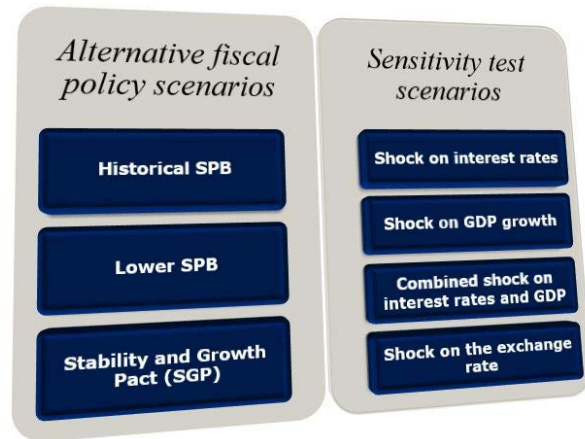 Alternative fiscal
policy scenarios
Historical SPB
Lower SPB
Stability and Growth
Pact (SGP)
Sensitivity test
scenarios
Shock on interest rates
Shock on GDP growth
Combined shock on
interest rates and GDP
Shock on the exchange
rate